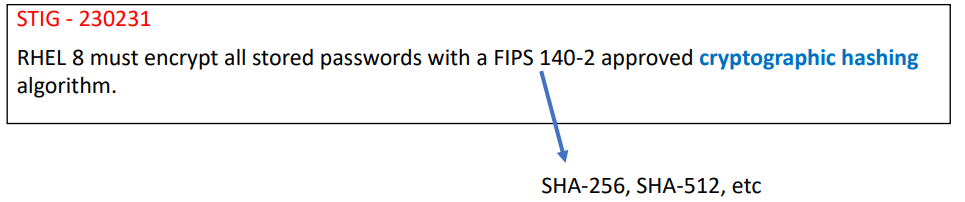 STIG - 230231
RHEL 8 must encrypt all stored passwords with a FIPS 140-2 approved cryptographic hashing
algorithm.
SHA-256, SHA-512, etc